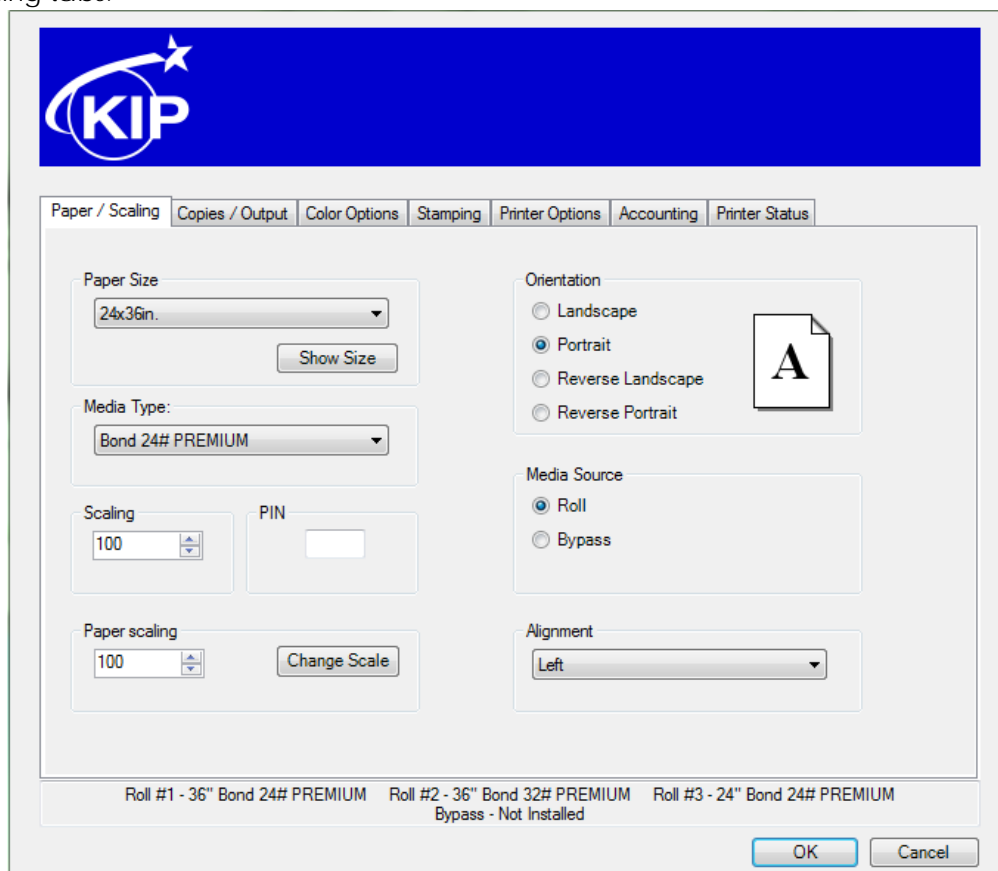 KIP
Paper / Scaling Copies / Output Color Options Stamping Printer Options Accounting Printer Status
Paper Size
24x36in.
Show Size
Media Type:
Bond 24# PREMIUM
Scaling
100
PIN
Paper scaling
100
Change Scale
Orientation
Landscape
Portrait
Reverse Landscape
Reverse Portrait
A
Media Source
Roll
Bypass
Alignment
Left
Roll #1 - 36" Bond 24# PREMIUM Roll #2 - 36" Bond 32# PREMIUM Roll #3 - 24" Bond 24# PREMIUM
Bypass - Not Installed
OK Cancel